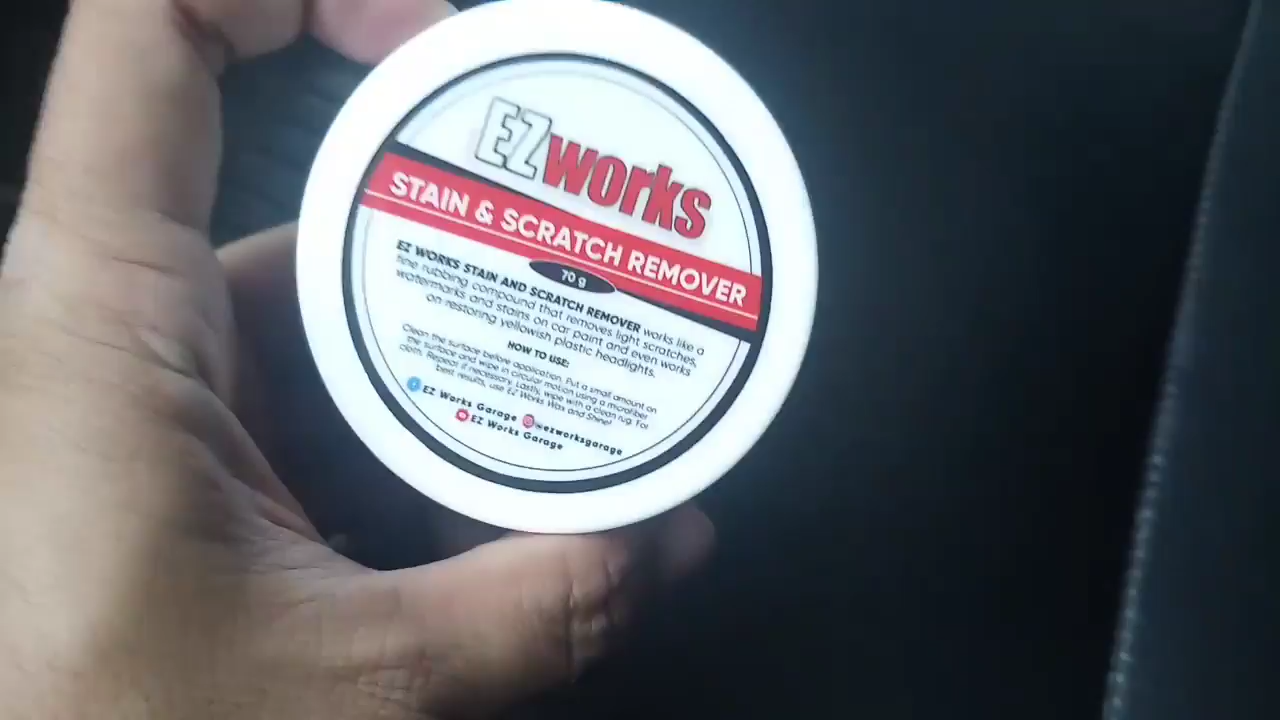 EZworks
STAIN & SCRATCH REMOVER
70 g
EZ WORKS STAIN AND SCRATCH REMOVER works like a
fine rubbing compound that removes light scratches,
watermarks and stains on car paint and even works
on restoring yellowish plastic headlights.
HOW TO USE:
Clean the surface before application. Put a small amount on
the surface and wipe in circular motion using a microfiber
cloth. Repeat if necessary. Lastly, wipe with a clean rug. For
best results, use EZ Works Wax and Shine!
EZ Works Garage @ezworksgarage
EZ Works Garage